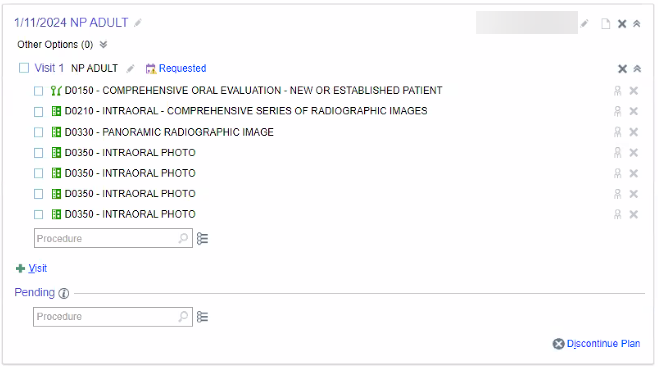 1/11/2024 NP ADULT
Other Options (0)
Visit 1 NP ADULT Requested
D0150 - COMPREHENSIVE ORAL EVALUATION - NEW OR ESTABLISHED PATIENT
D0210 - INTRAORAL - COMPREHENSIVE SERIES OF RADIOGRAPHIC IMAGES
D0330 - PANORAMIC RADIOGRAPHIC IMAGE
D0350 - INTRAORAL PHOTO
D0350 - INTRAORAL PHOTO
D0350 - INTRAORAL PHOTO
D0350 - INTRAORAL PHOTO
Procedure
Visit
Pending
Procedure
Discontinue Plan